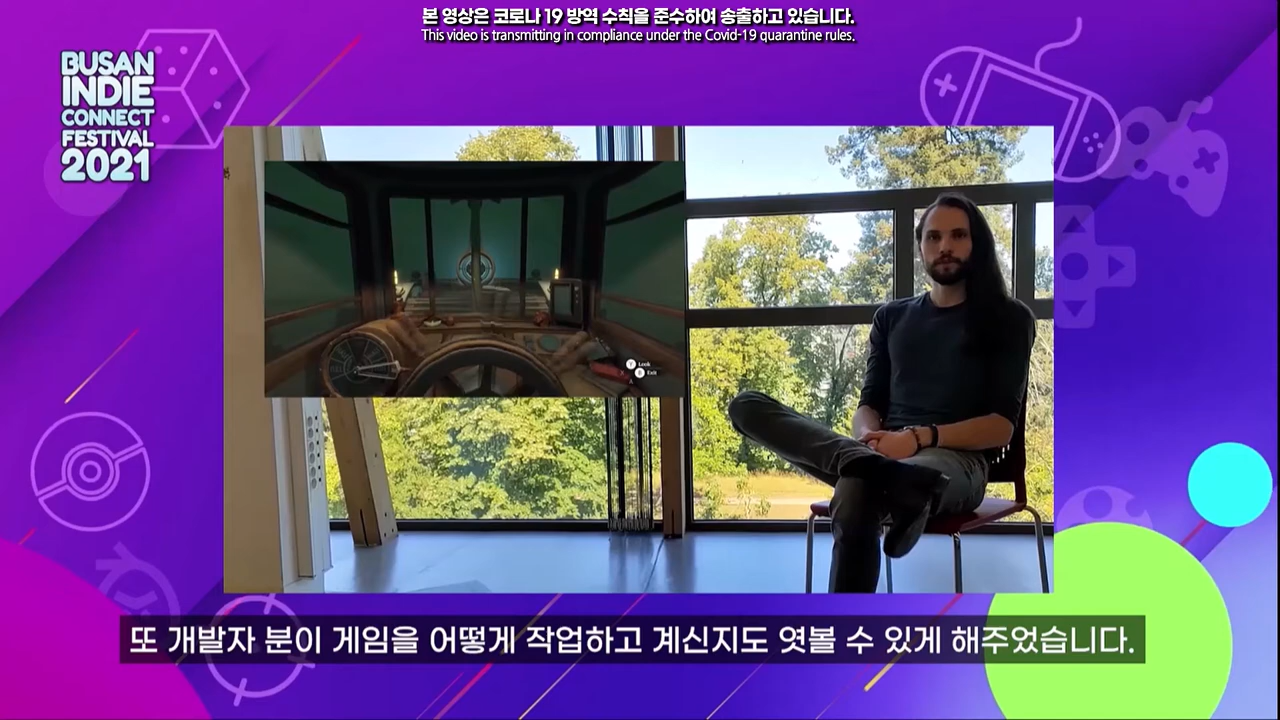 본 영상은 코로나 19 방역 수칙을 준수하여 송출하고 있습니다.
This video is transmitting in compliance under the Covid-19 quarantine rules.
BUSAN
INDIE
CONNECT
FESTIVAL
2021
Look
Exit
또 개발자 분이 게임을 어떻게 작업하고 계신지도 엿볼 수 있게 해주었습니다.